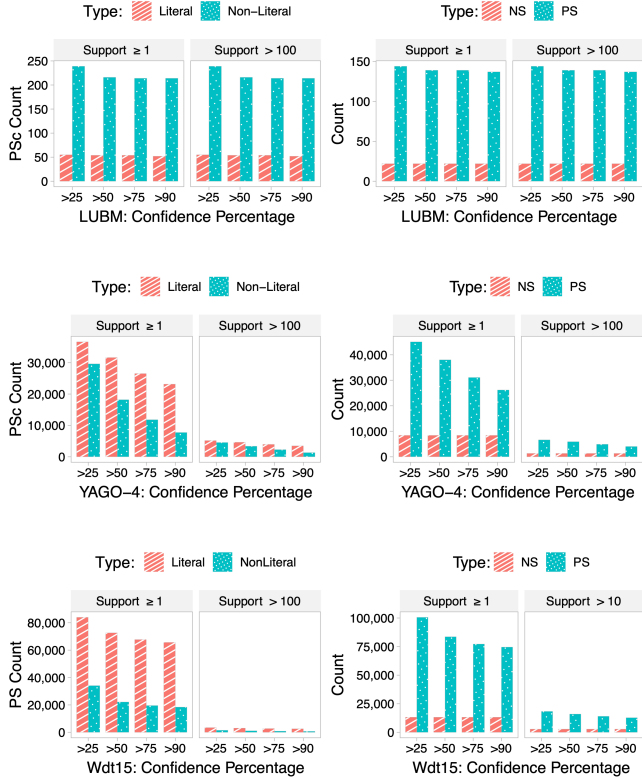 Type: Literal Non−Literal
Support ≥ 1 Support > 100
PSc Count
250
200
150
100
50
0
>25 >50 >75 >90 >25 >50 >75 >90
LUBM: Confidence Percentage
Type: NS PS
Support ≥ 1 Support > 100
Count
150
100
50
0
>25 >50 >75 >90 >25 >50 >75 >90
LUBM: Confidence Percentage
Type: Literal Non−Literal
Support ≥ 1 Support > 100
PSc Count
30,000
20,000
10,000
0
>25 >50 >75 >90 >25 >50 >75 >90
YAGO−4: Confidence Percentage
Type: NS PS
Support ≥ 1 Support > 100
Count
40,000
30,000
20,000
10,000
0
>25 >50 >75 >90 >25 >50 >75 >90
YAGO−4: Confidence Percentage
Type: Literal NonLiteral
Support ≥ 1 Support > 100
PS Count
80,000
60,000
40,000
20,000
0
>25 >50 >75 >90 >25 >50 >75 >90
Wdt15: Confidence Percentage
Type: NS PS
Support ≥ 1 Support > 10
Count
100,000
75,000
50,000
25,000
0
>25 >50 >75 >90 >25 >50 >75 >90
Wdt15: Confidence Percentage